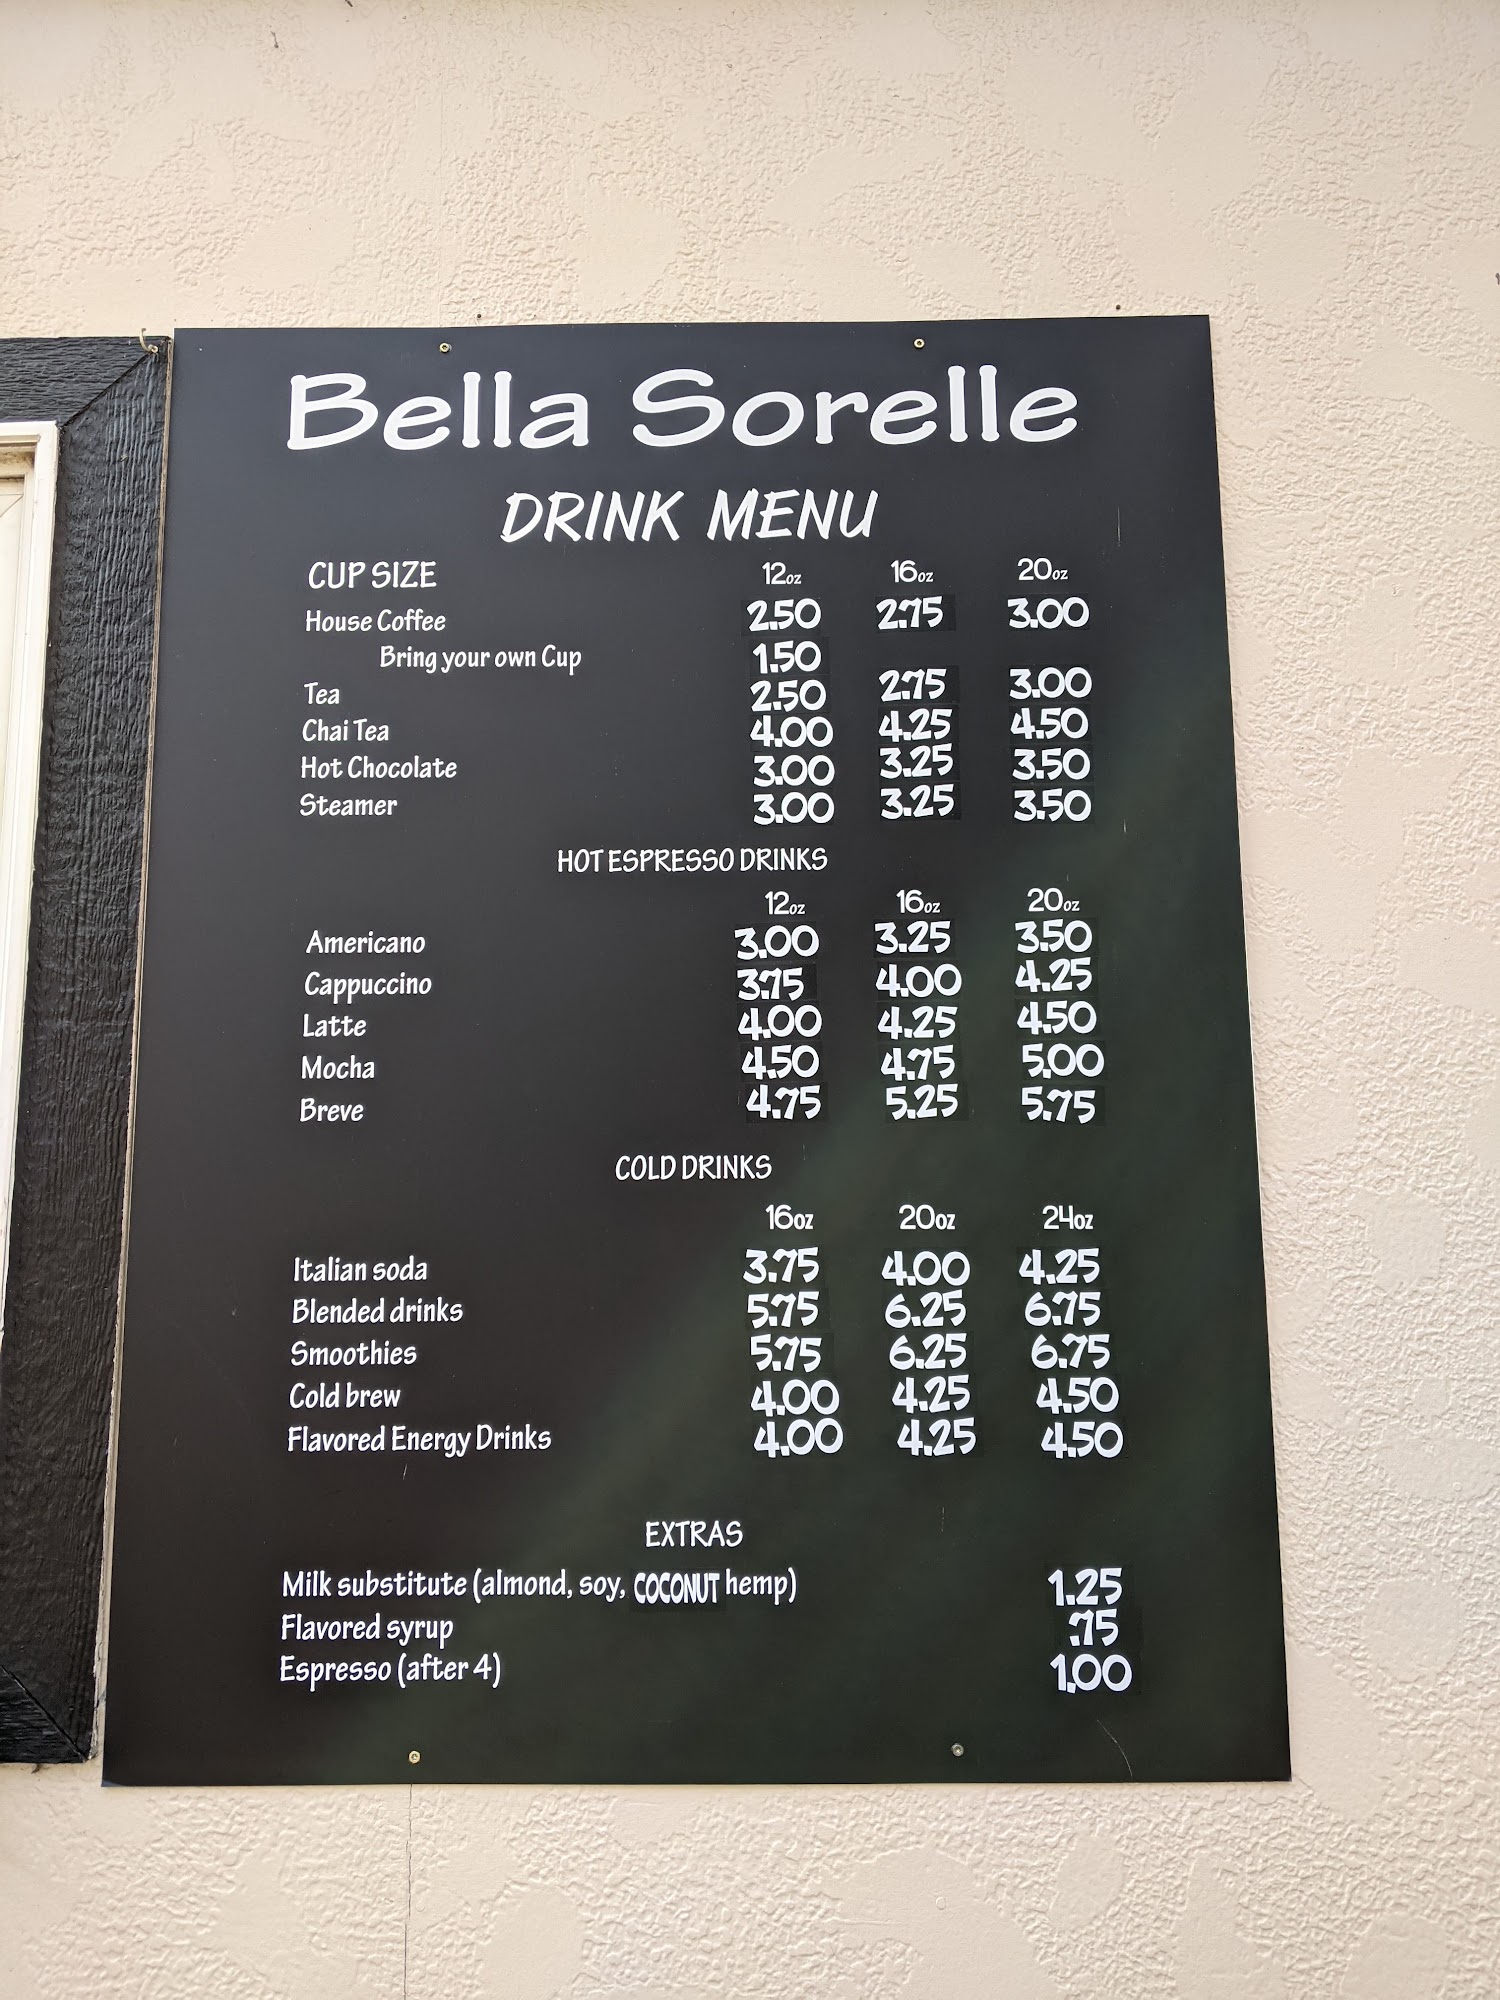 Bella Sorelle
DRINK MENU
CUP SIZE 12oz 16oz 20oz
House Coffee 2.50 2.75 3.00
Bring your own Cup 1.50
Tea 2.50 2.75 3.00
Chai Tea 4.00 4.25 4.50
Hot Chocolate 3.00 3.25 3.50
Steamer 3.00 3.25 3.50
HOT ESPRESSO DRINKS
12oz 16oz 20oz
Americano 3.00 3.25 3.50
Cappuccino 3.75 4.00 4.25
Latte 4.00 4.25 4.50
Mocha 4.50 4.75 5.00
Breve 4.75 5.25 5.75
COLD DRINKS
16oz 20oz 24oz
Italian soda 3.75 4.00 4.25
Blended drinks 5.75 6.25 6.75
Smoothies 5.75 6.25 6.75
Cold brew 4.00 4.25 4.50
Flavored Energy Drinks 4.00 4.25 4.50
EXTRAS
Milk substitute (almond, soy, COCONUT hemp) 1.25
Flavored syrup .75
Espresso (after 4) 1.00